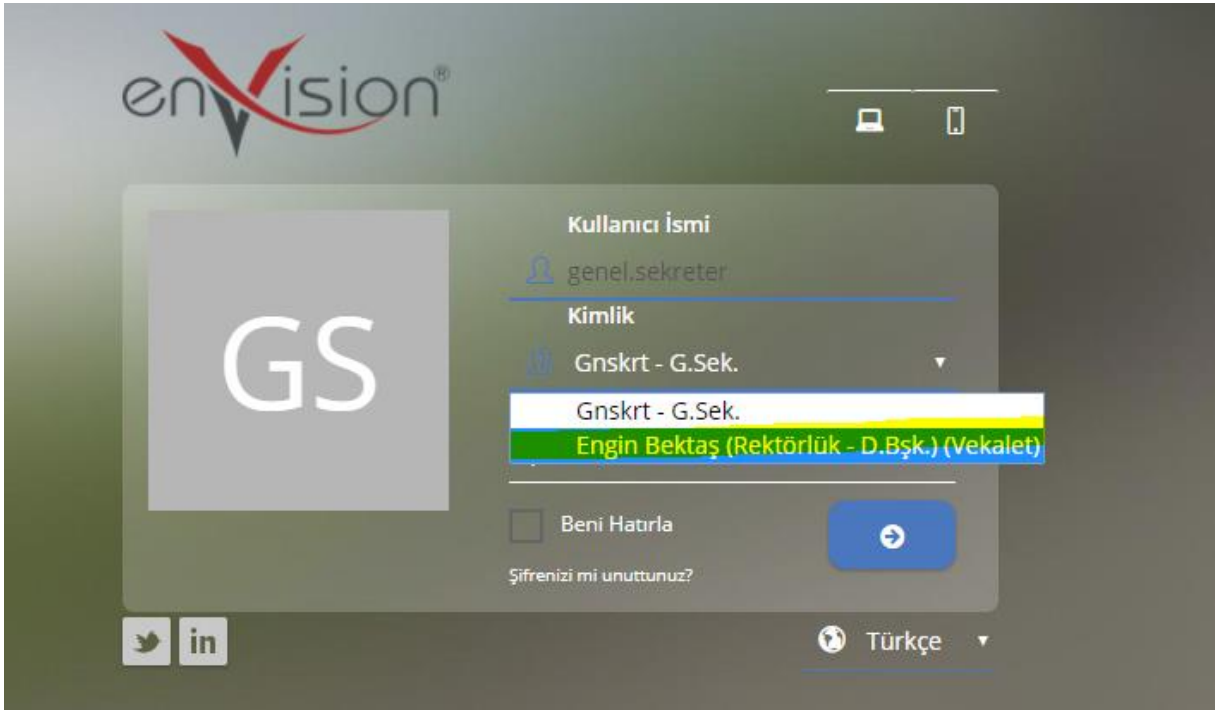 enVision®
GS
Kullanıcı İsmi
genel.sekreter
Kimlik
Gnskrt - G.Sek.
Gnskrt - G.Sek.
Engin Bektaş (Rektörlük - D.Bşk.) (Vekalet)
Beni Hatırla
Şifrenizi mi unuttunuz?
in
Türkçe